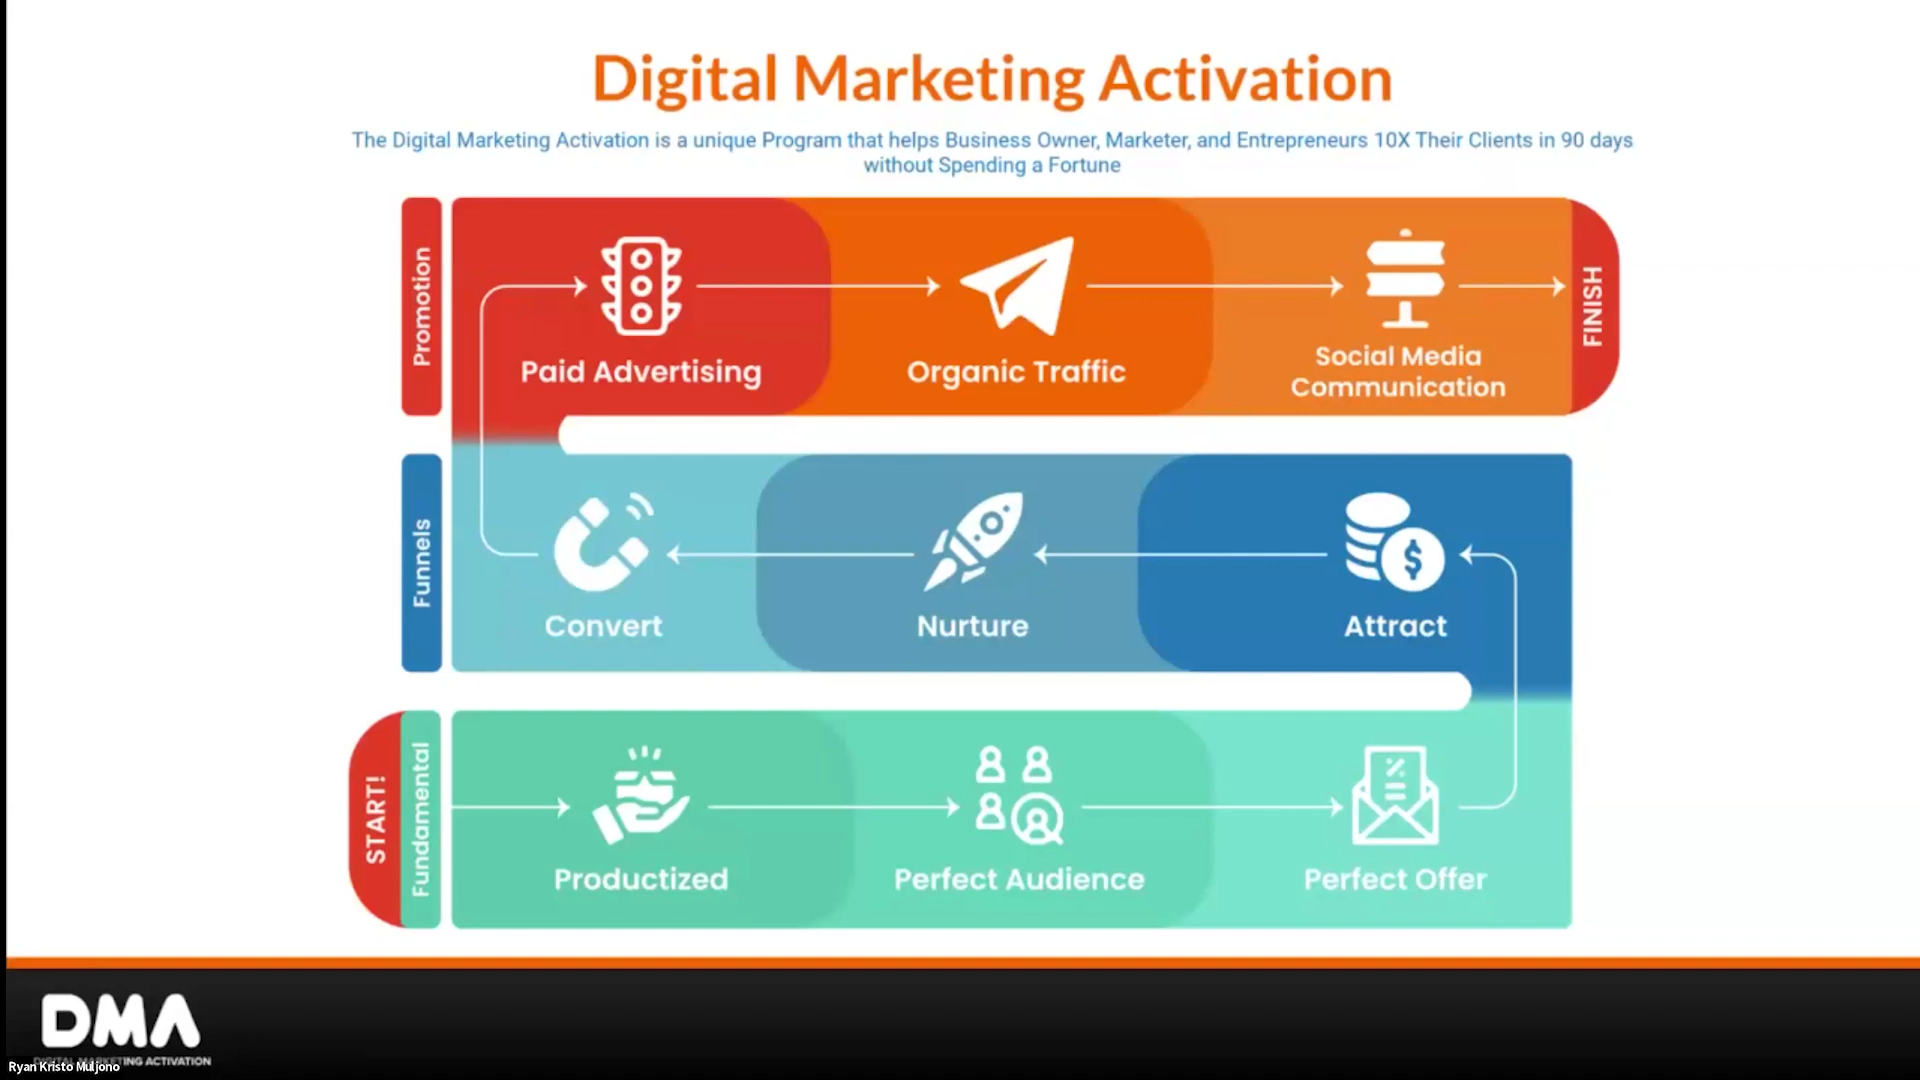 Digital Marketing Activation
The Digital Marketing Activation is a unique Program that helps Business Owner, Marketer, and Entrepreneurs 10X Their Clients in 90 days
without Spending a Fortune
Promotion
Paid Advertising
Organic Traffic
Social Media
Communication
FINISH
Funnels
Convert
Nurture
Attract
START!
Fundamental
Productized
Perfect Audience
Perfect Offer
DMA
DIGITAL MARKETING ACTIVATION
Ryan Kristo Muljono